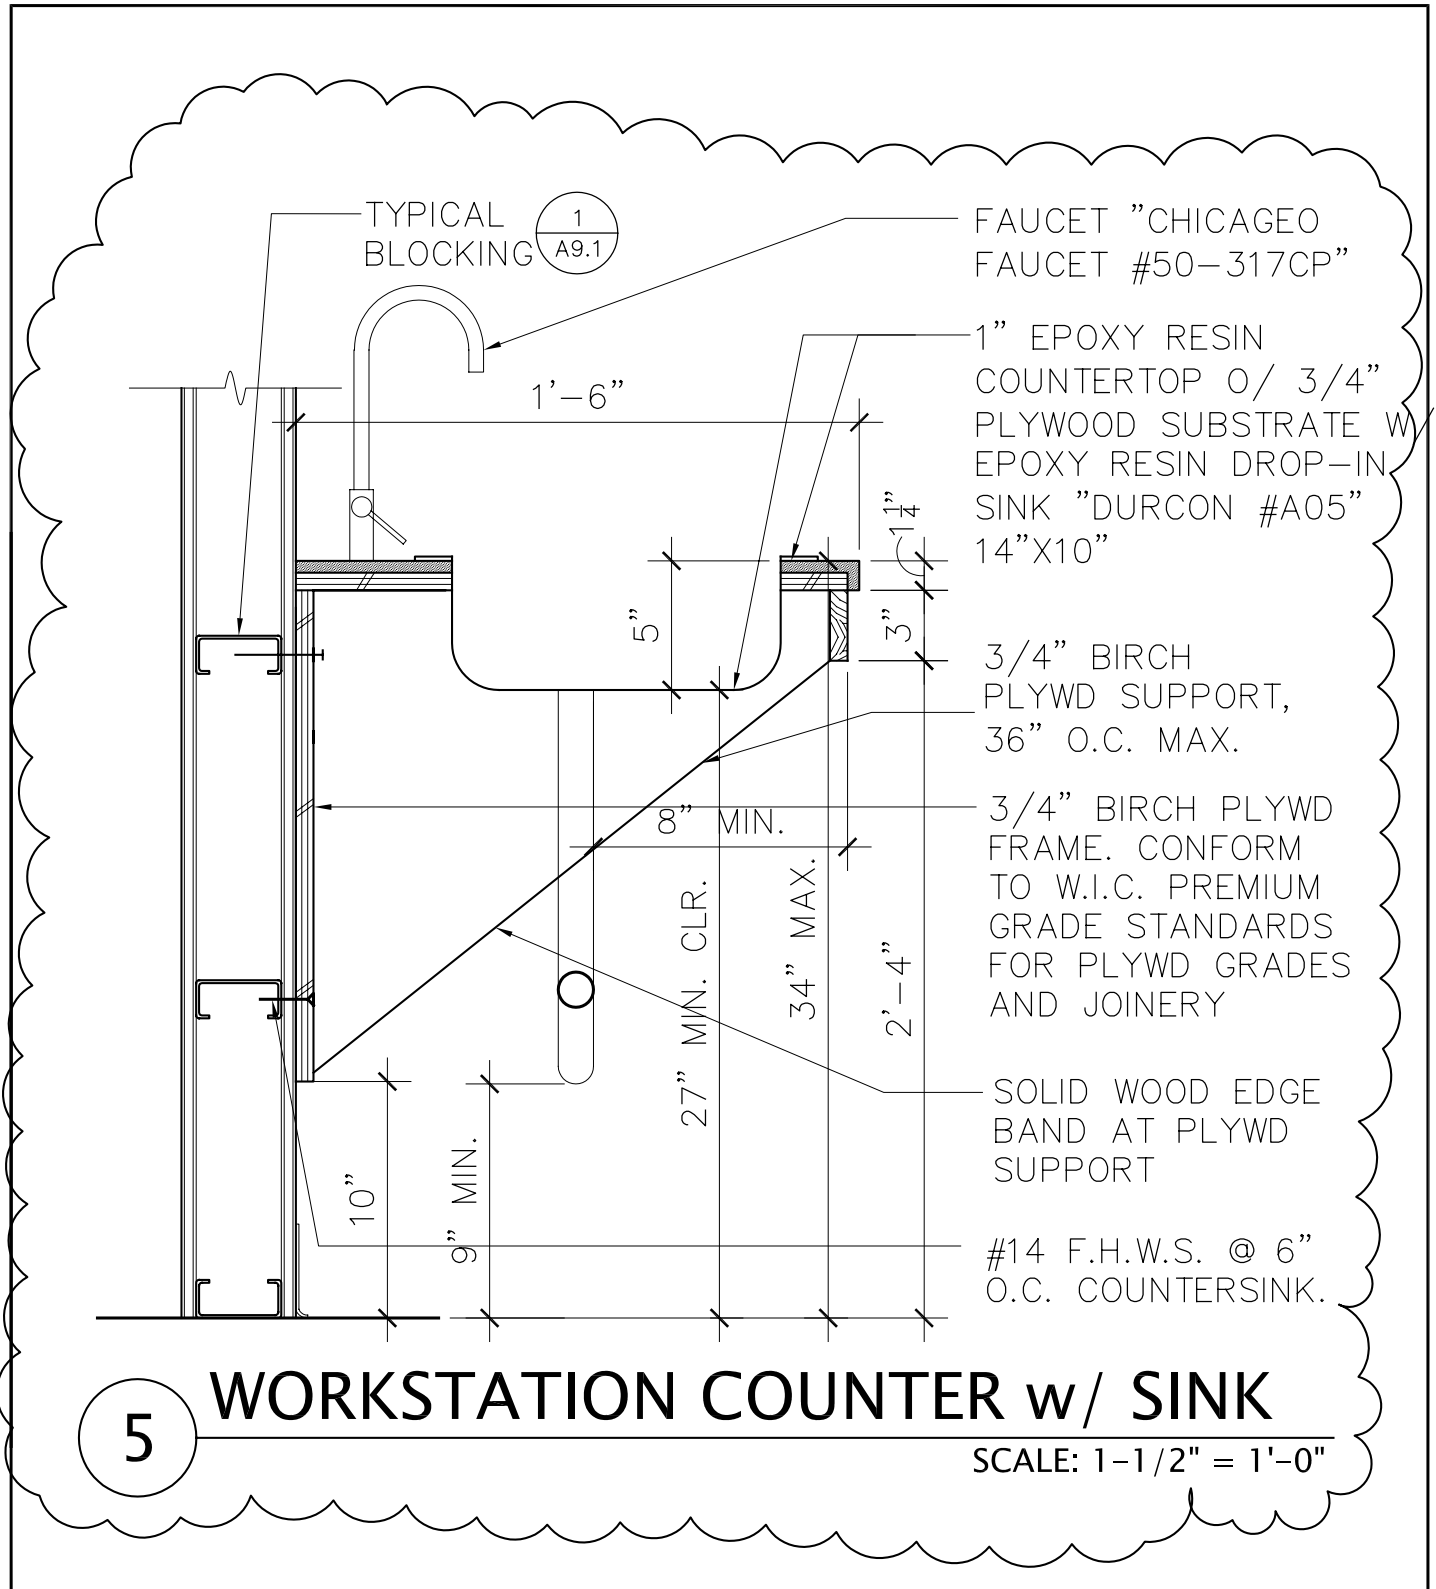 TYPICAL
BLOCKING
1
A9.1
FAUCET "CHICAGEO
FAUCET #50-317CP"
1" EPOXY RESIN
COUNTERTOP O/ 3/4"
PLYWOOD SUBSTRATE W/
EPOXY RESIN DROP-IN
SINK "DURCON #A05"
14"X10"
1'-6"
1 1/4"
5"
3"
3/4" BIRCH
PLYWD SUPPORT,
36" O.C. MAX.
8" MIN.
3/4" BIRCH PLYWD
FRAME. CONFORM
TO W.I.C. PREMIUM
GRADE STANDARDS
FOR PLYWD GRADES
AND JOINERY
27" MIN. CLR.
34" MAX.
2'-4"
10"
9" MIN.
SOLID WOOD EDGE
BAND AT PLYWD
SUPPORT
#14 F.H.W.S. @ 6"
O.C. COUNTERSINK.
5
WORKSTATION COUNTER w/ SINK
SCALE: 1-1/2" = 1'-0"